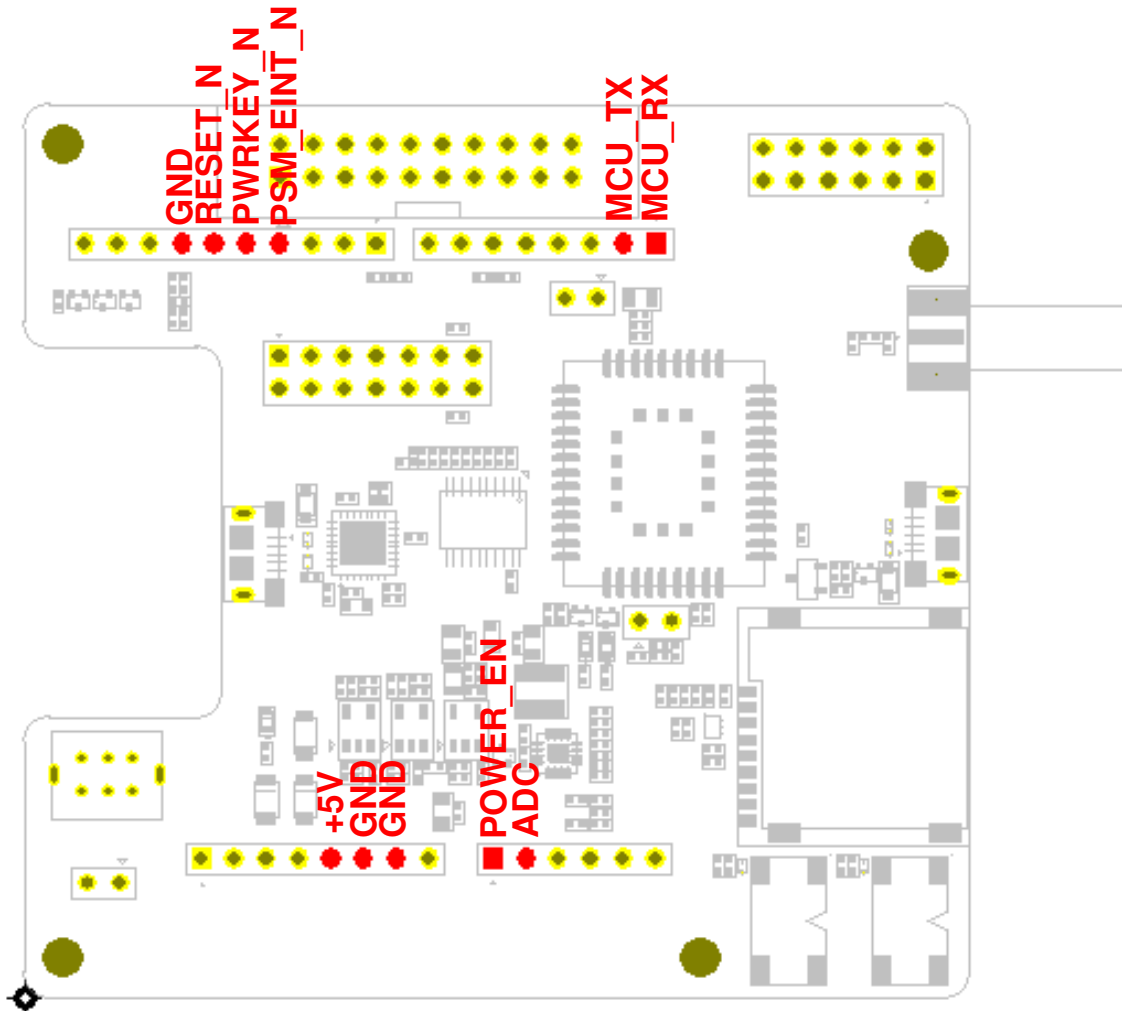 GND
RESET_N
PWRKEY_N
PSM_EINT_N
MCU_TX
MCU_RX
+5V
GND
GND
POWER_EN
ADC